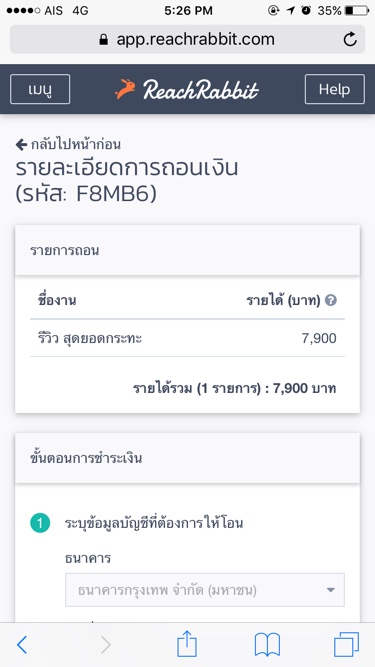 AIS 4G 5:26 PM 35%
app.reachrabbit.com
เมนู ReachRabbit Help
กลับไปหน้าก่อน
รายละเอียดการถอนเงิน
(รหัส: F8MB6)
รายการถอน
ชื่องาน รายได้ (บาท) ?
รีวิว สุดยอดกระทะ 7,900
รายได้รวม (1 รายการ) : 7,900 บาท
ขั้นตอนการชำระเงิน
1 ระบุข้อมูลบัญชีที่ต้องการให้โอน
ธนาคาร
ธนาคารกรุงเทพ จำกัด (มหาชน)